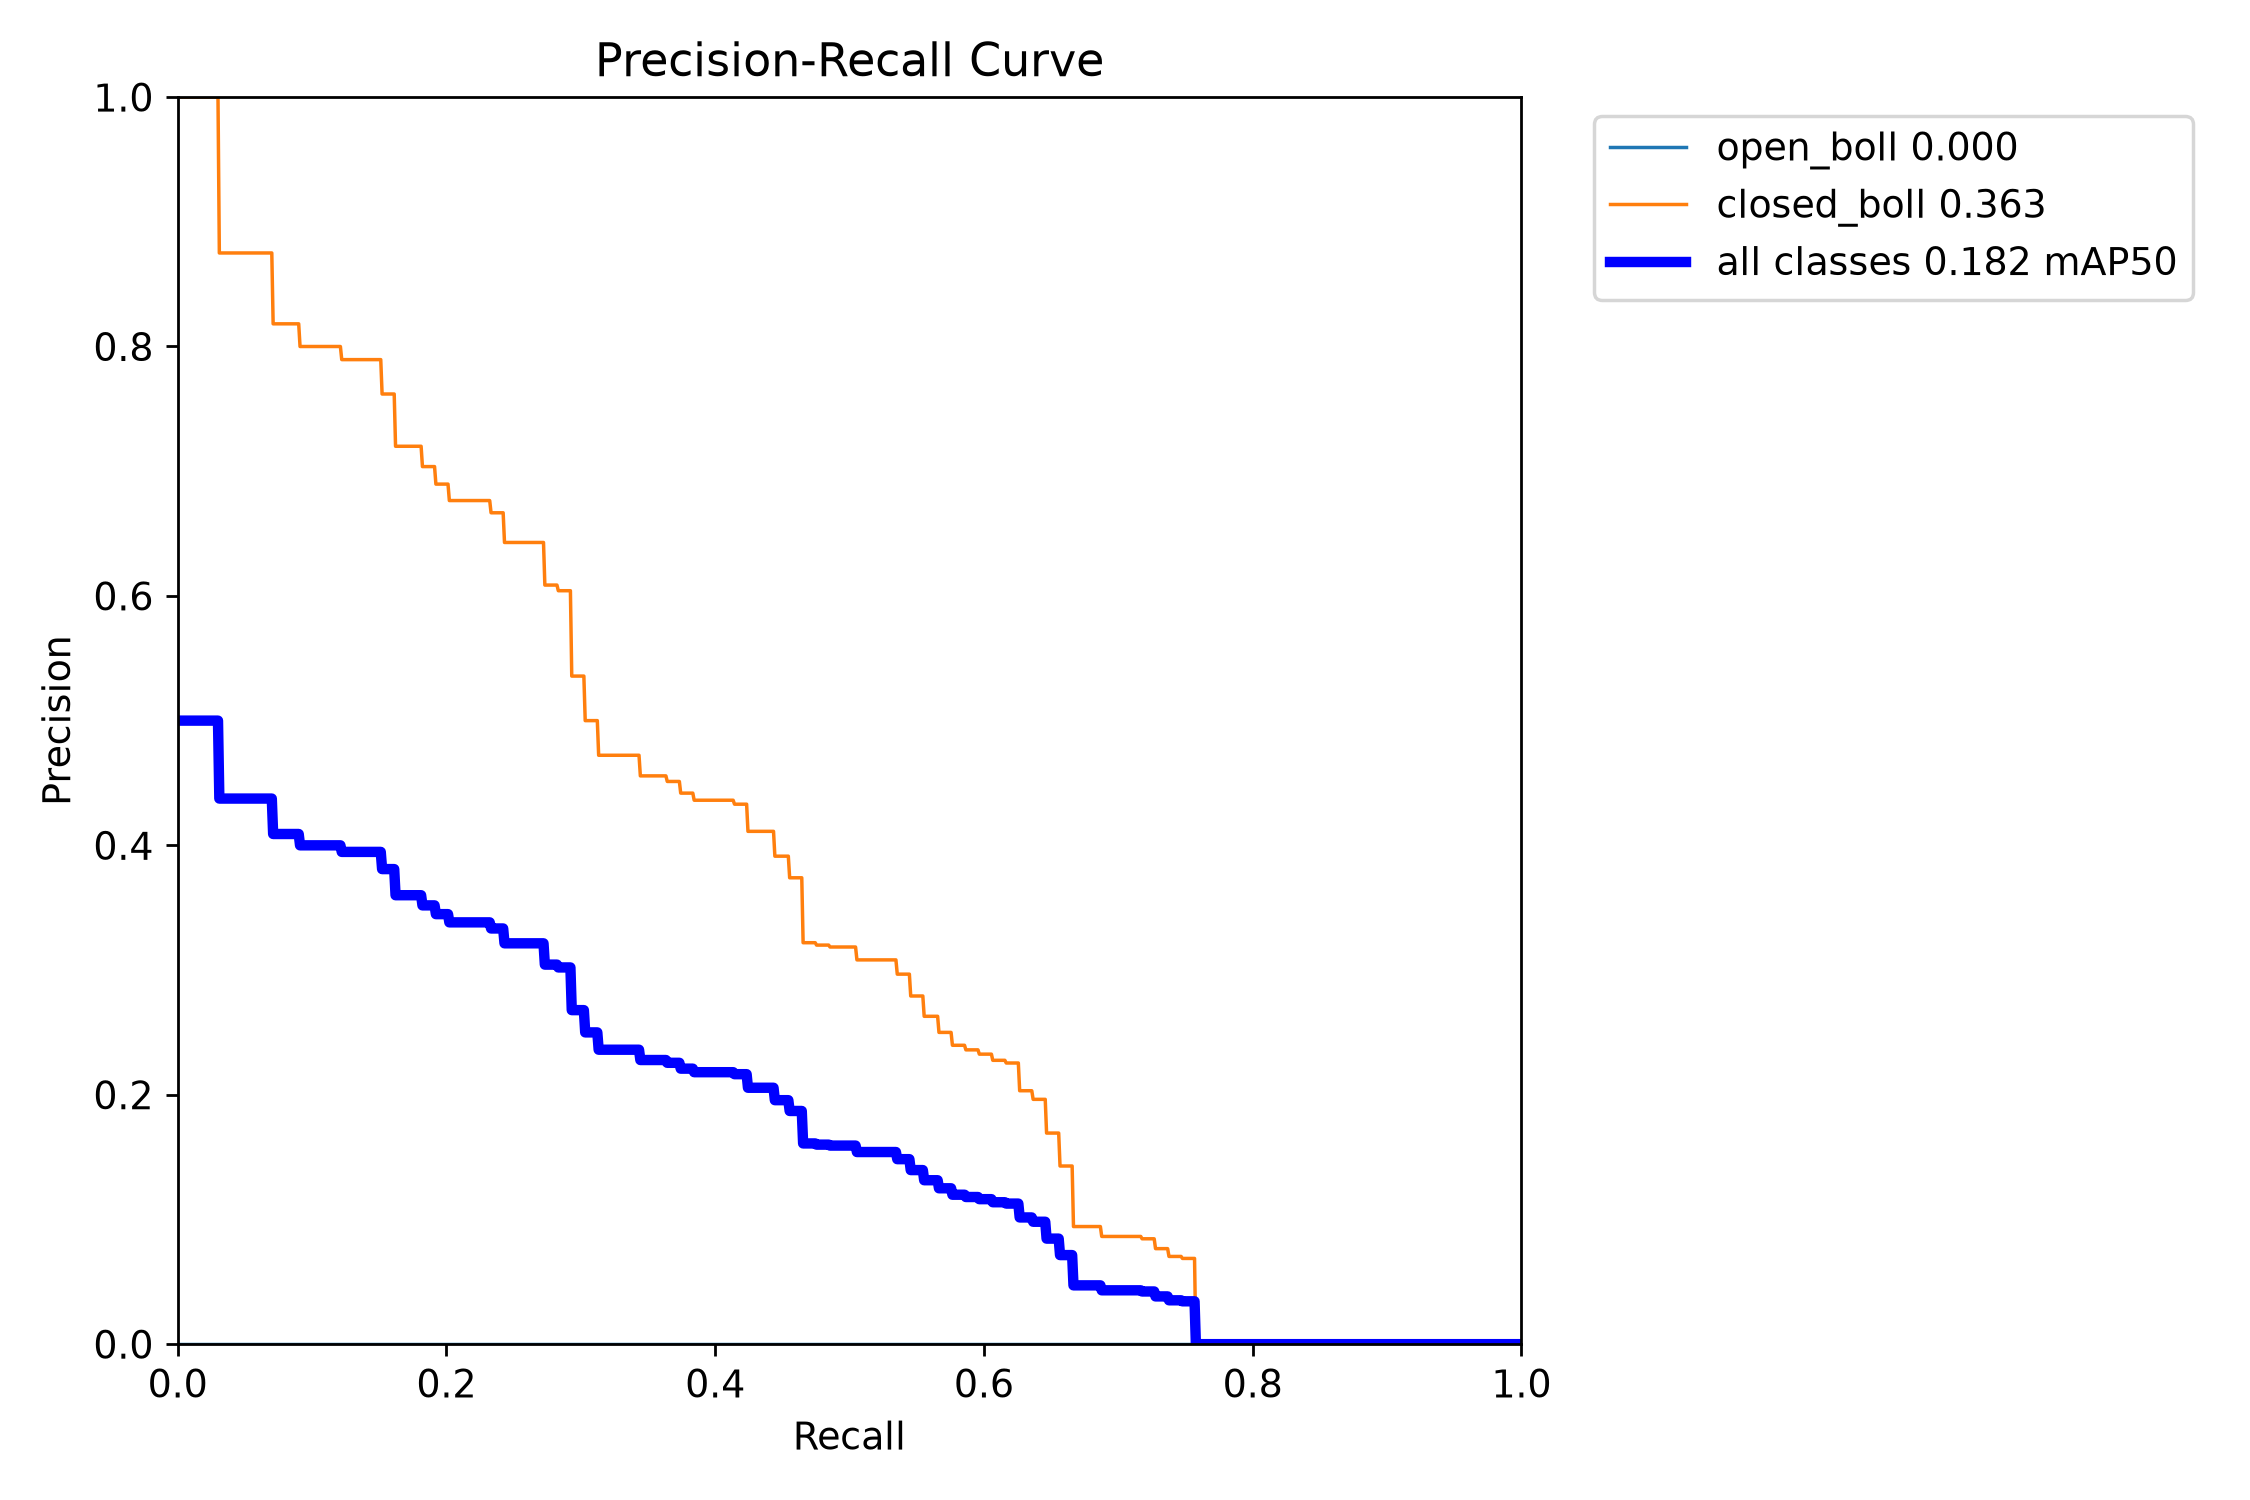 Precision-Recall Curve
1.0
0.8
0.6
0.4
0.2
0.0
Precision
0.0 0.2 0.4 0.6 0.8 1.0
Recall
open_boll 0.000
closed_boll 0.363
all classes 0.182 mAP50